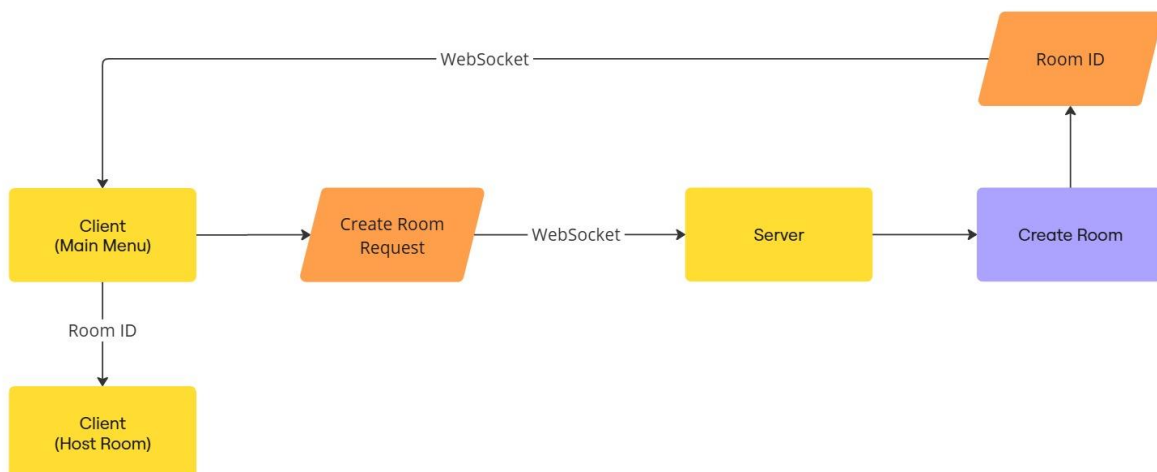 WebSocket
Room ID
Client
(Main Menu)
Create Room
Request
WebSocket
Server
Create Room
Room ID
Client
(Host Room)